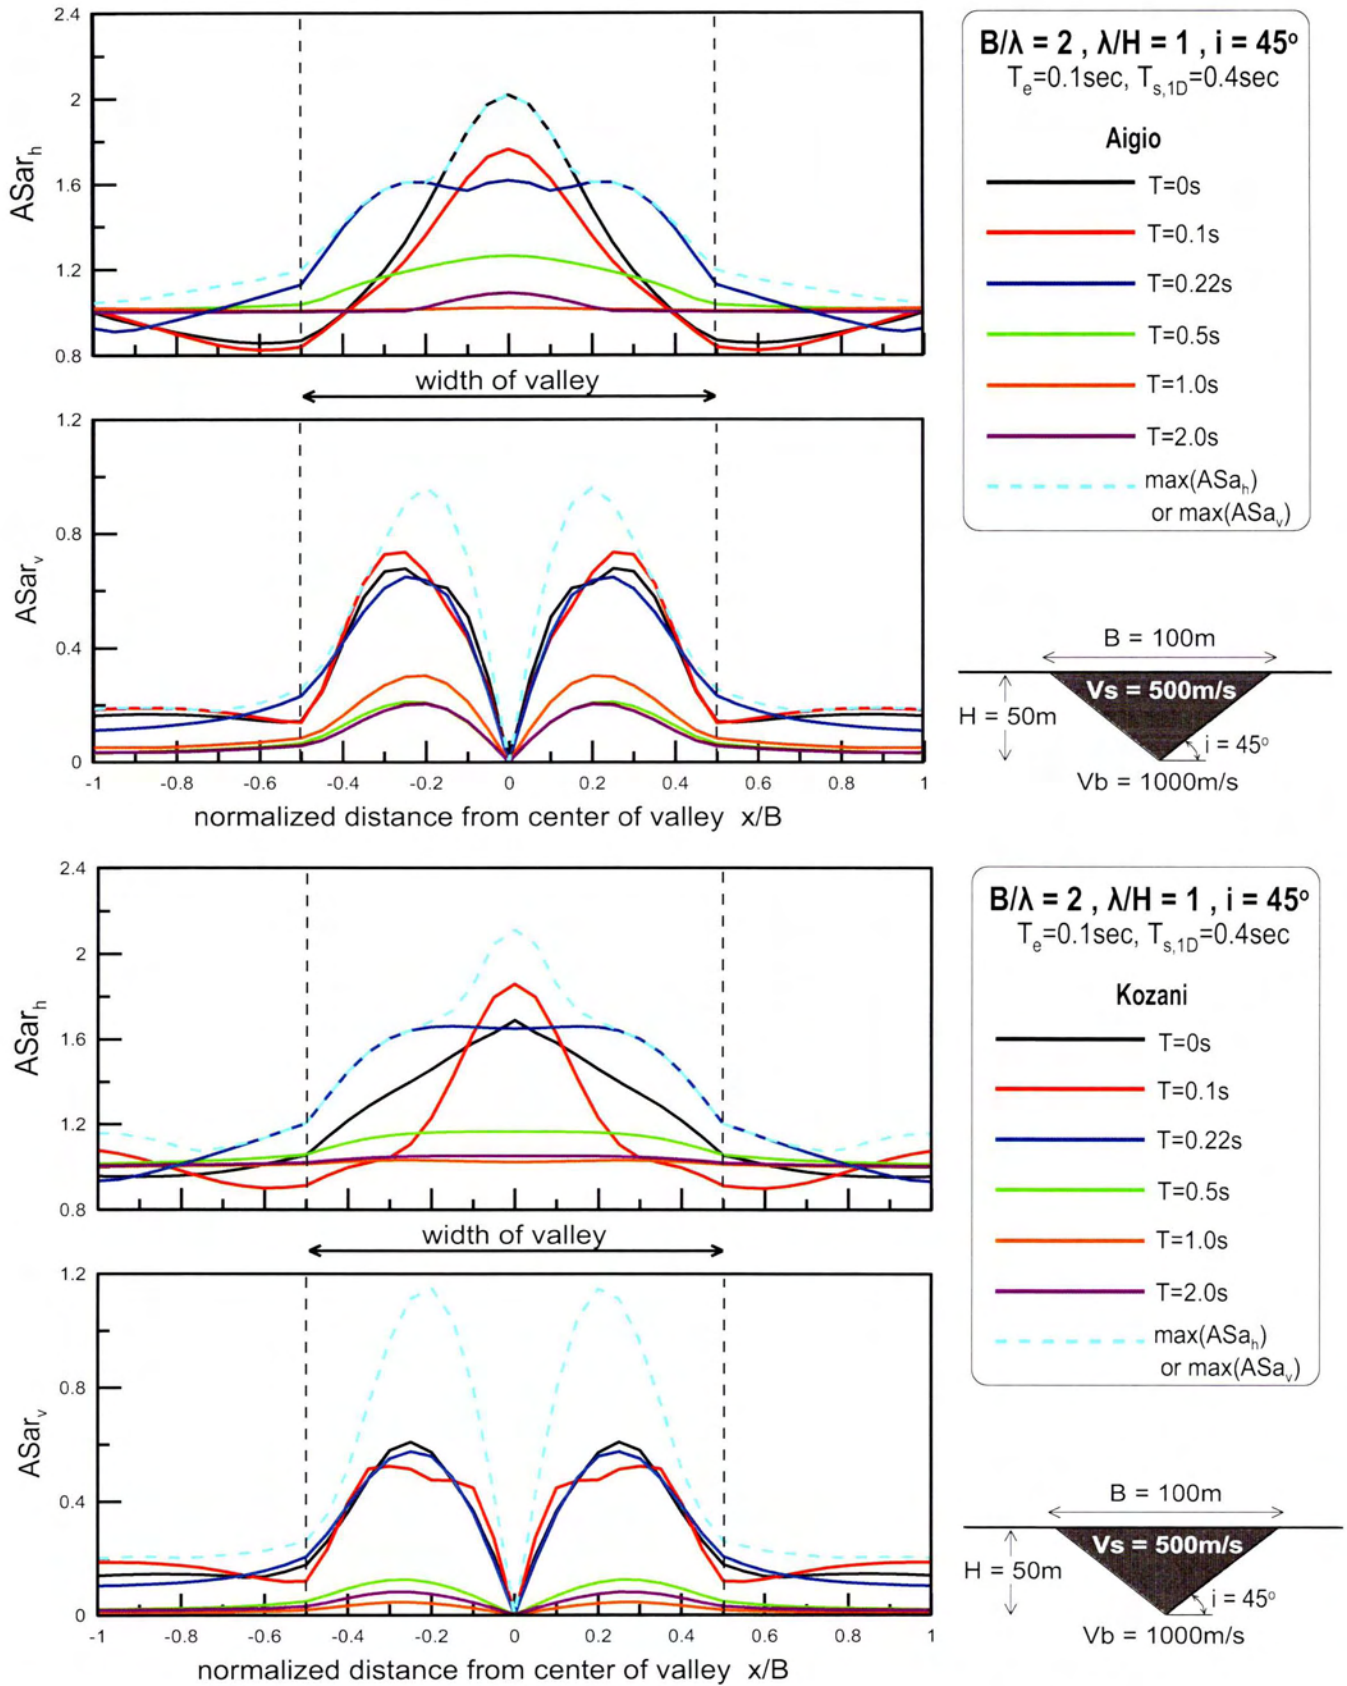 2.4
2
1.6
1.2
0.8
ASar_h
width of valley
1.2
0.8
0.4
0
ASar_v
-1 -0.8 -0.6 -0.4 -0.2 0 0.2 0.4 0.6 0.8 1
normalized distance from center of valley x/B
B/λ = 2 , λ/H = 1 , i = 45°
T_e=0.1sec, T_s,1D=0.4sec
Aigio
T=0s
T=0.1s
T=0.22s
T=0.5s
T=1.0s
T=2.0s
max(ASa_h)
or max(ASa_v)
B = 100m
Vs = 500m/s
H = 50m
i = 45°
Vb = 1000m/s
2.4
2
1.6
1.2
0.8
ASar_h
width of valley
1.2
0.8
0.4
0
ASar_v
-1 -0.8 -0.6 -0.4 -0.2 0 0.2 0.4 0.6 0.8 1
normalized distance from center of valley x/B
B/λ = 2 , λ/H = 1 , i = 45°
T_e=0.1sec, T_s,1D=0.4sec
Kozani
T=0s
T=0.1s
T=0.22s
T=0.5s
T=1.0s
T=2.0s
max(ASa_h)
or max(ASa_v)
B = 100m
Vs = 500m/s
H = 50m
i = 45°
Vb = 1000m/s